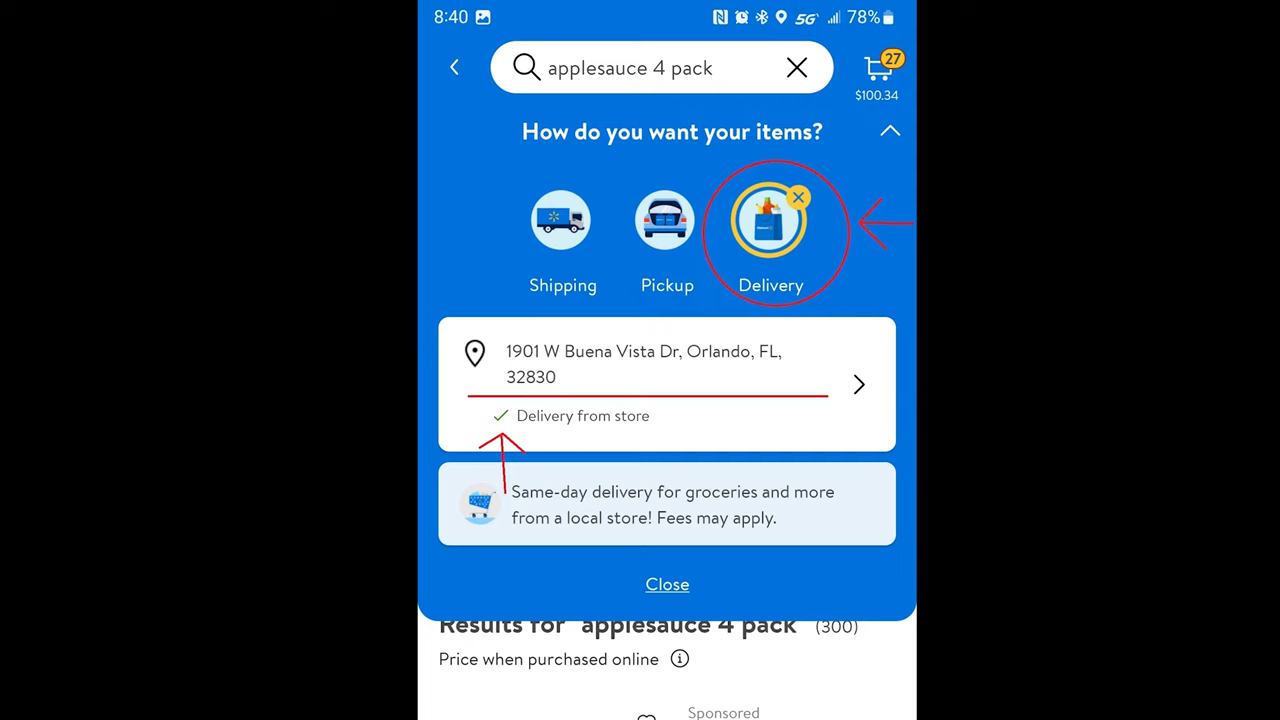 8:40
5G
78%
applesauce 4 pack
27
$100.34
How do you want your items?
Shipping
Pickup
Delivery
1901 W Buena Vista Dr, Orlando, FL,
32830
Delivery from store
Same-day delivery for groceries and more
from a local store! Fees may apply.
Close
Results for "applesauce 4 pack" (300)
Price when purchased online
Sponsored